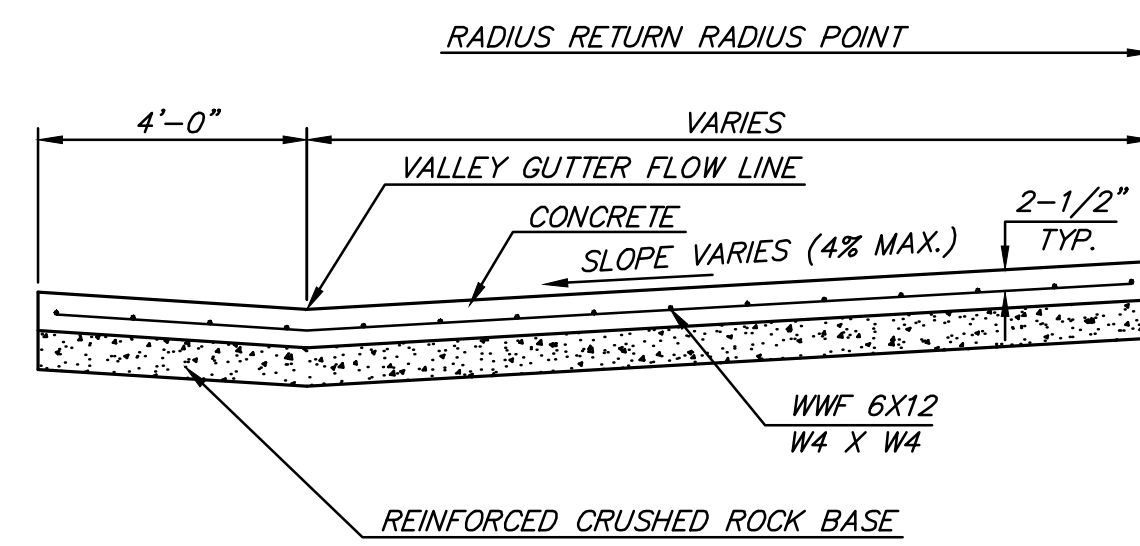 RADIUS RETURN RADIUS POINT
4'-0"
VARIES
VALLEY GUTTER FLOW LINE
CONCRETE
2-1/2"
TYP.
SLOPE VARIES (4% MAX.)
WWF 6X12
W4 X W4
REINFORCED CRUSHED ROCK BASE